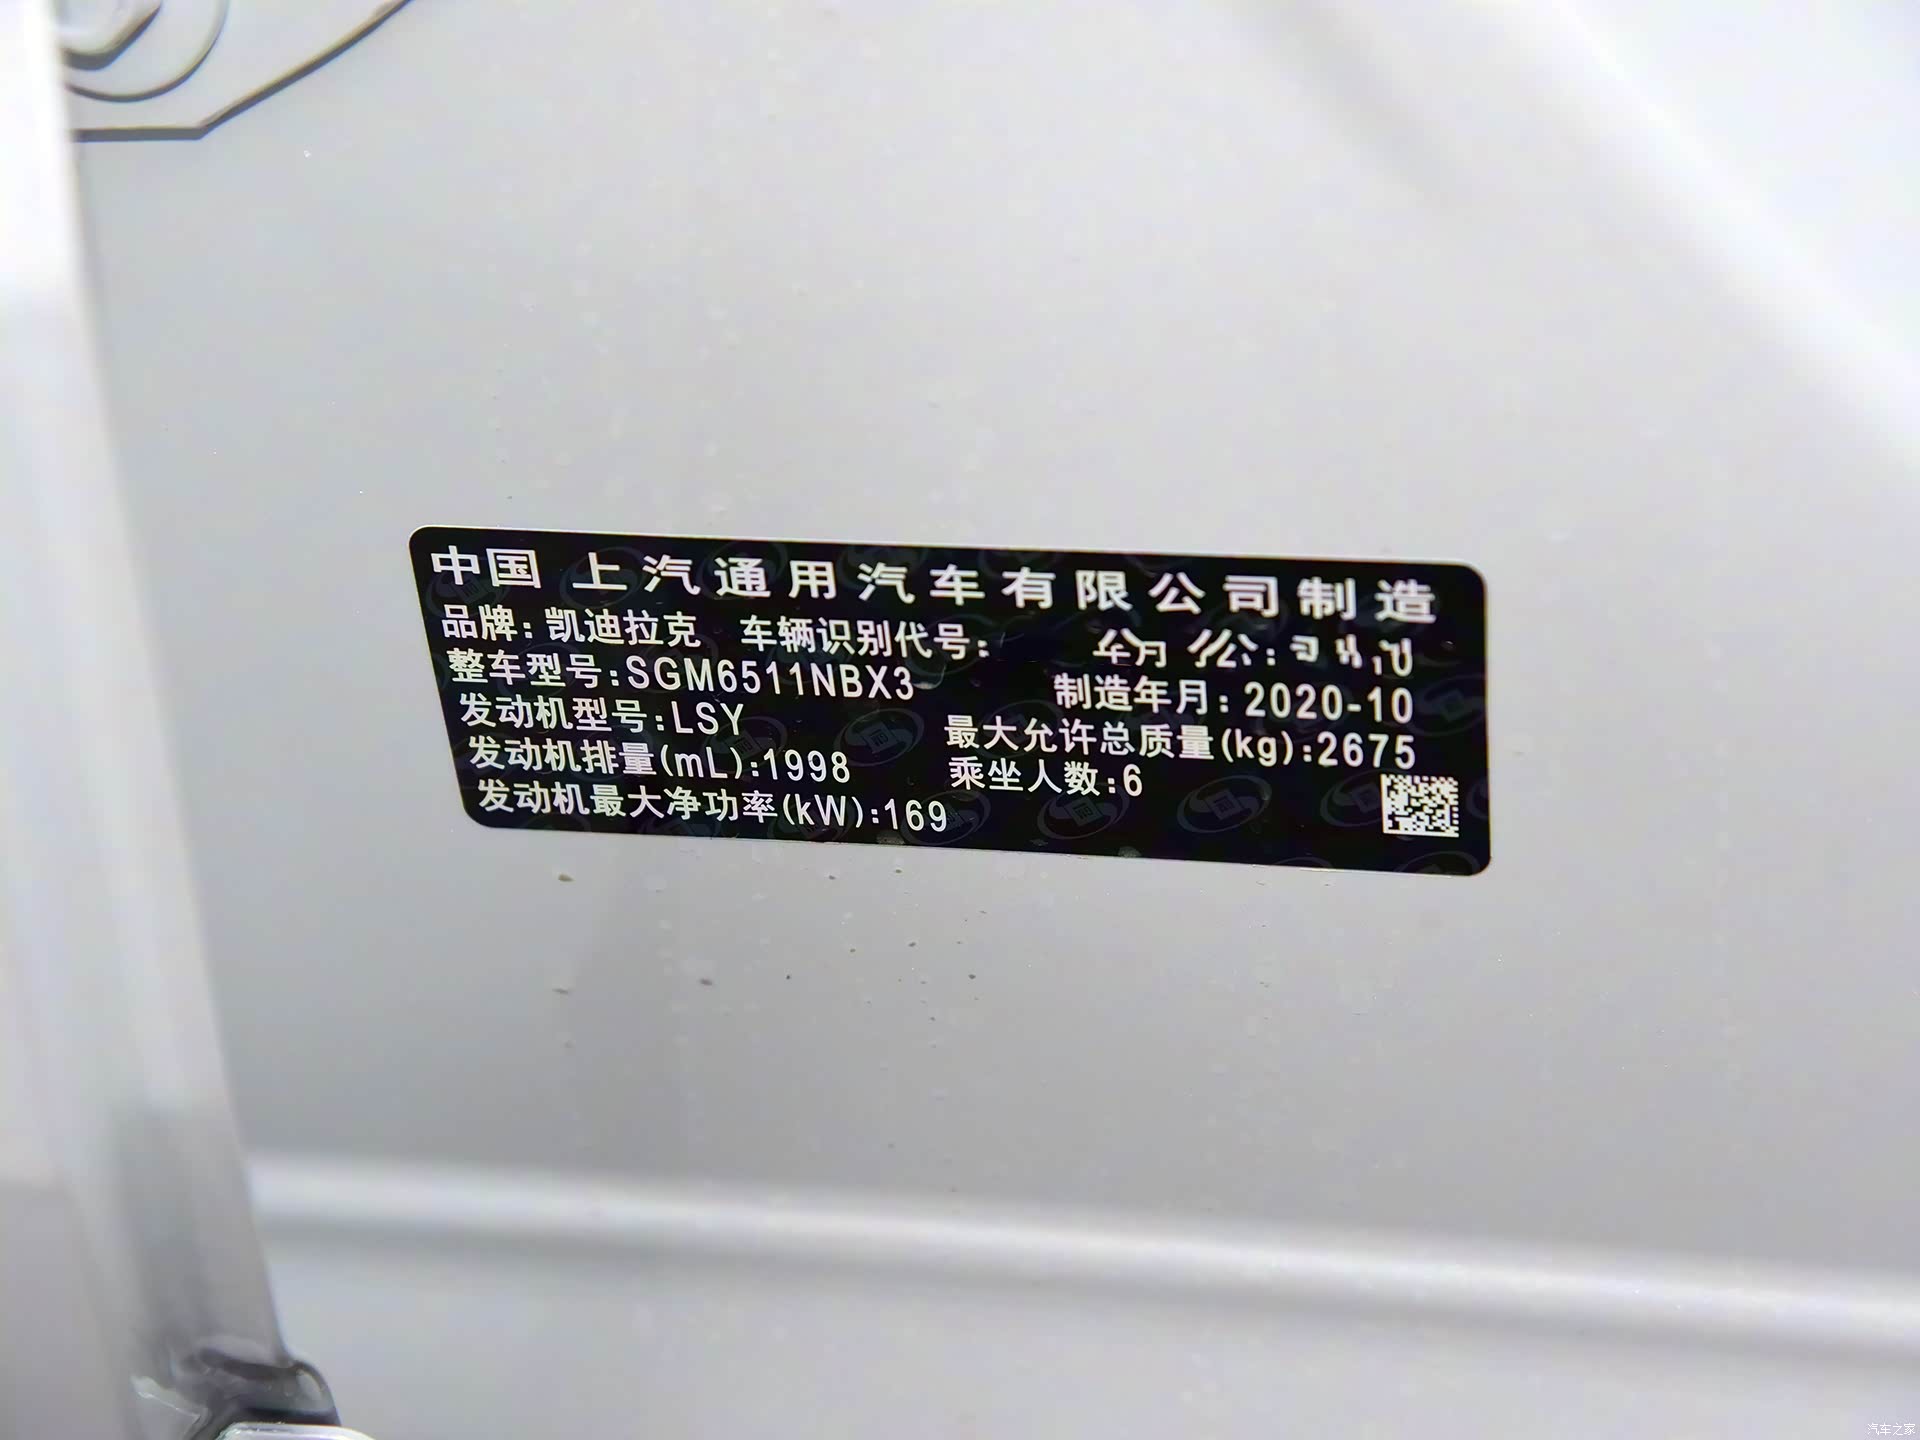 中国 上汽通用汽车有限公司制造
品牌:凯迪拉克 车辆识别代号:
整车型号:SGM6511NBX3 制造年月:2020-10
发动机型号:LSY 最大允许总质量(kg):2675
发动机排量(mL):1998 乘坐人数:6
发动机最大净功率(kW):169
汽车之家